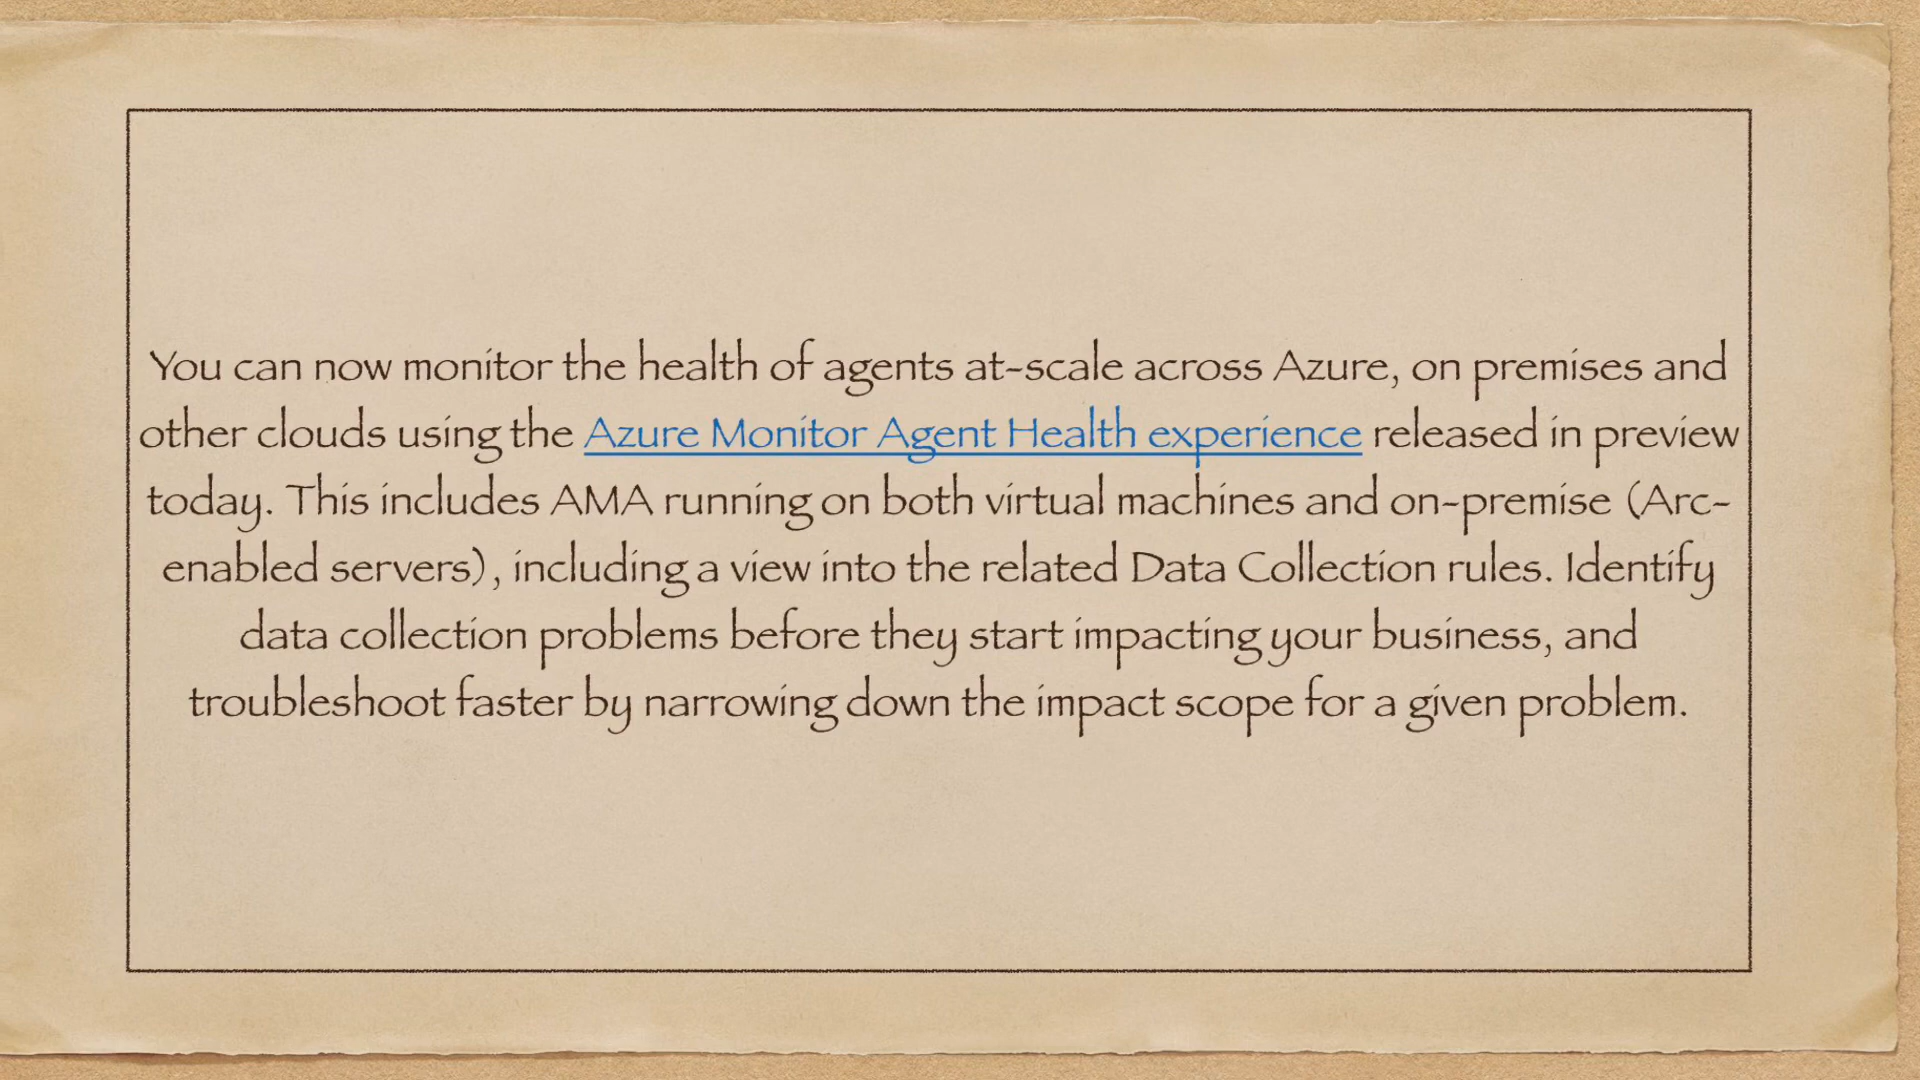 You can now monitor the health of agents at-scale across Azure, on premises and
other clouds using the Azure Monitor Agent Health experience released in preview
today. This includes AMA running on both virtual machines and on-premise (Arc-
enabled servers), including a view into the related Data Collection rules. Identify
data collection problems before they start impacting your business, and
troubleshoot faster by narrowing down the impact scope for a given problem.